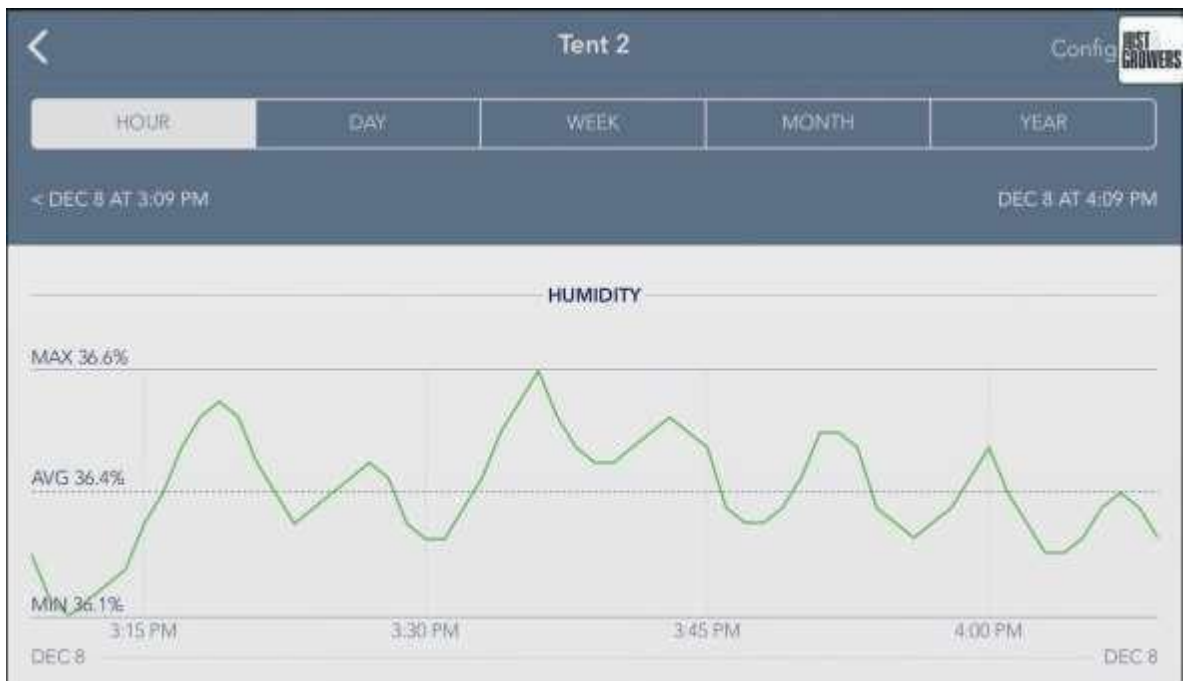 Tent 2
Config
JUST
GROWERS
HOUR DAY WEEK MONTH YEAR
< DEC 8 AT 3:09 PM DEC 8 AT 4:09 PM
HUMIDITY
MAX 36.6%
AVG 36.4%
MIN 36.1%
3:15 PM 3:30 PM 3:45 PM 4:00 PM
DEC 8 DEC 8